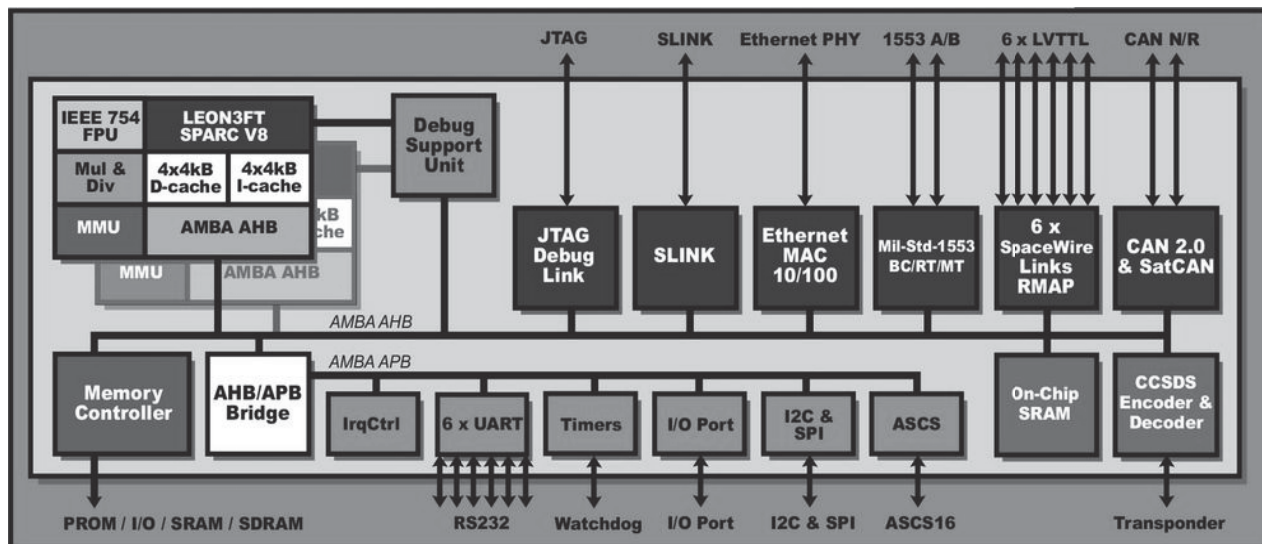 JTAG
SLINK
Ethernet PHY
1553 A/B
6 x LVTTL
CAN N/R
IEEE 754
FPU
LEON3FT
SPARC V8
Mul &
Div
4x4kB
D-cache
4x4kB
I-cache
MMU
AMBA AHB
kB
che
MMU
AMBA AHB
Debug
Support
Unit
JTAG
Debug
Link
SLINK
Ethernet
MAC
10/100
Mil-Std-1553
BC/RT/MT
6 x
SpaceWire
Links
RMAP
CAN 2.0
& SatCAN
AMBA AHB
AMBA APB
Memory
Controller
AHB/APB
Bridge
IrqCtrl
6 x UART
Timers
I/O Port
I2C &
SPI
ASCS
On-Chip
SRAM
CCSDS
Encoder &
Decoder
PROM / I/O / SRAM / SDRAM
RS232
Watchdog
I/O Port
I2C & SPI
ASCS16
Transponder